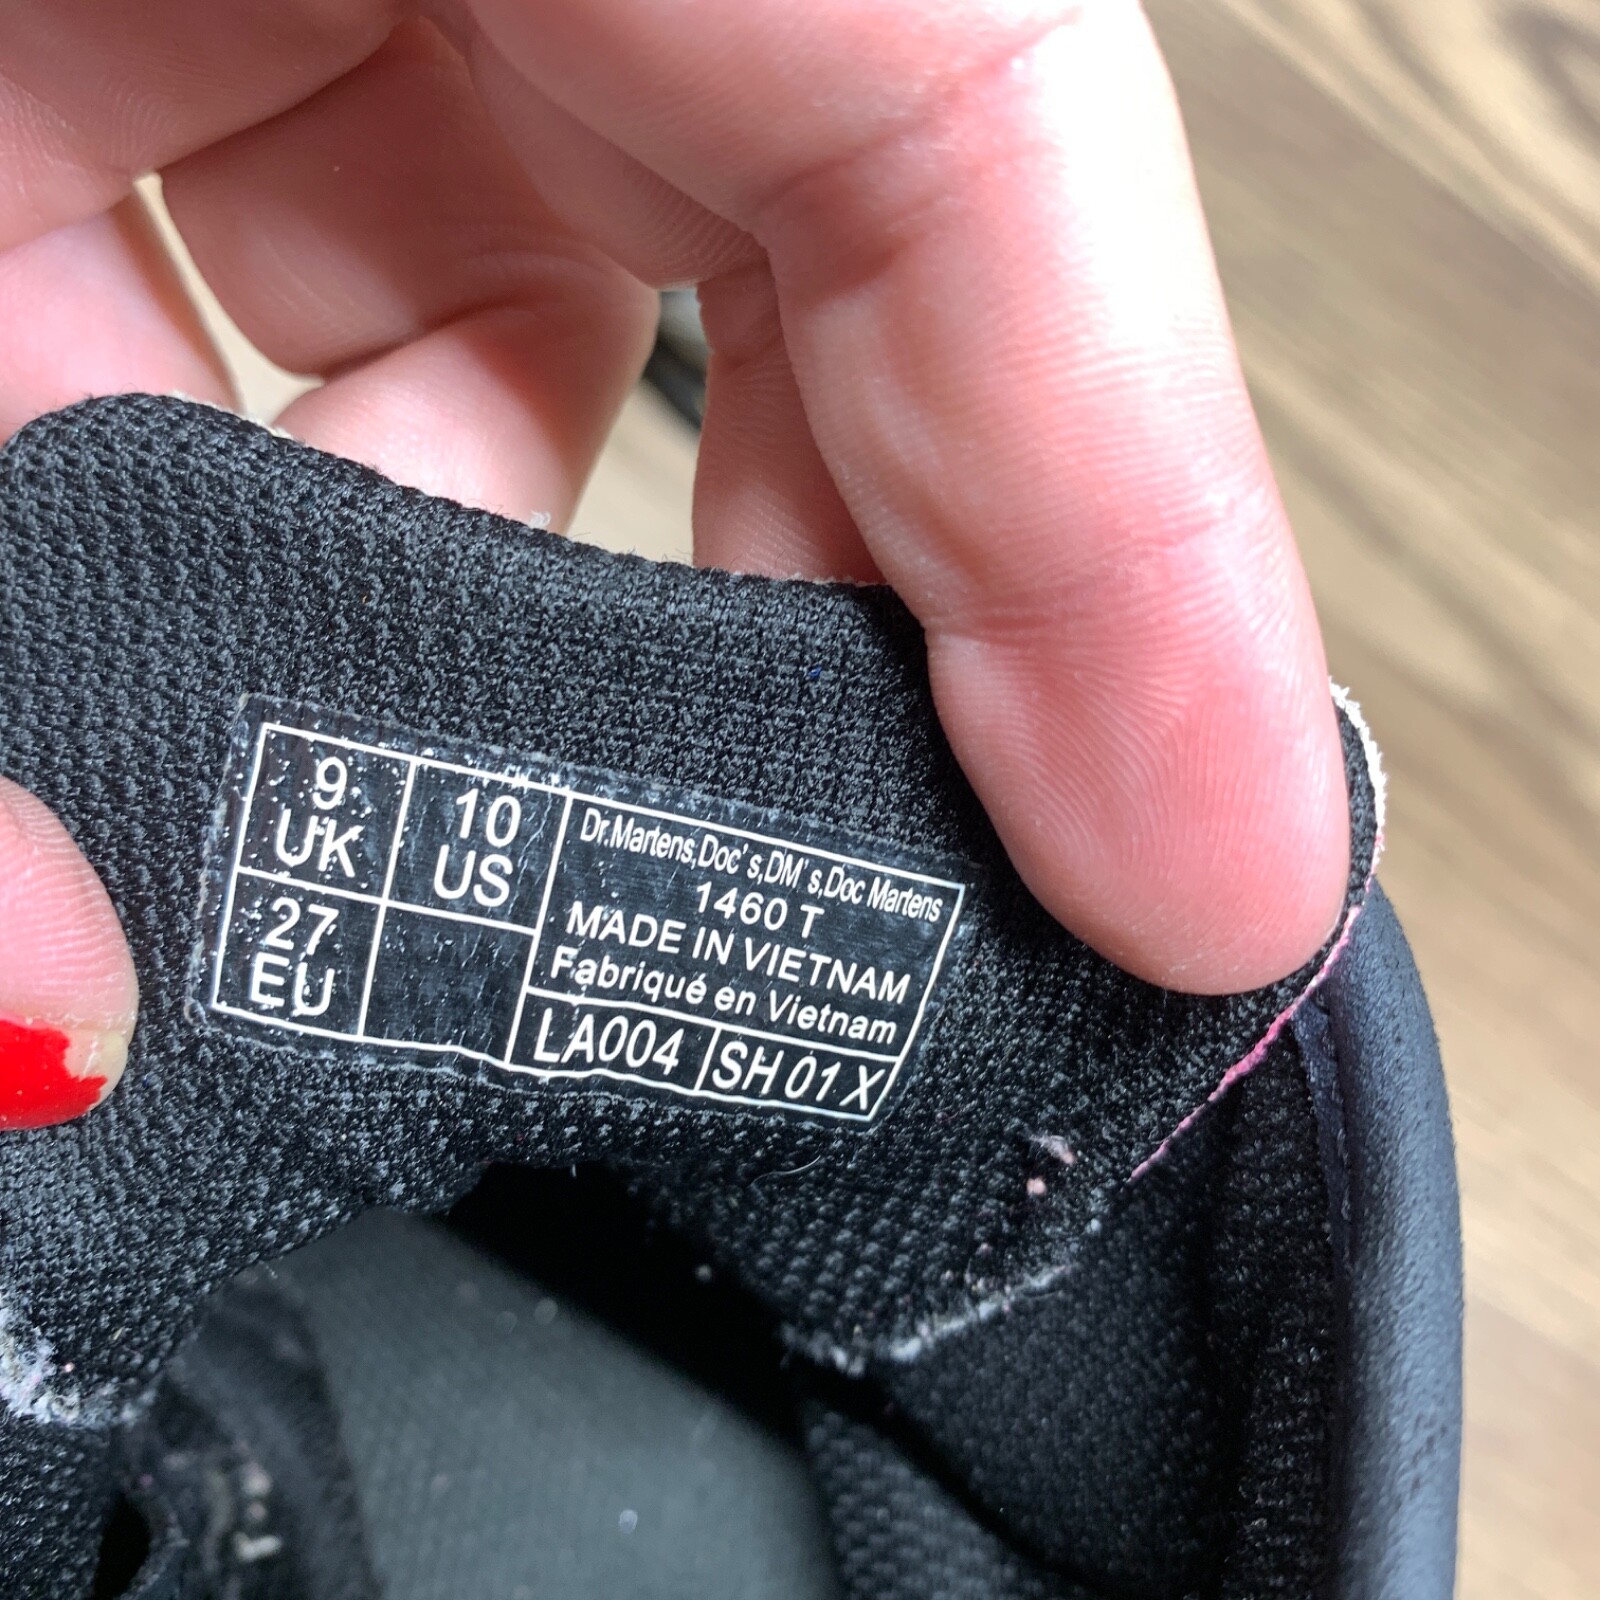 9
UK
10
US
27
EU
Dr.Martens,Doc's,DM's,Doc Martens
1460 T
MADE IN VIETNAM
Fabriqué en Vietnam
LA004
SH 01 X